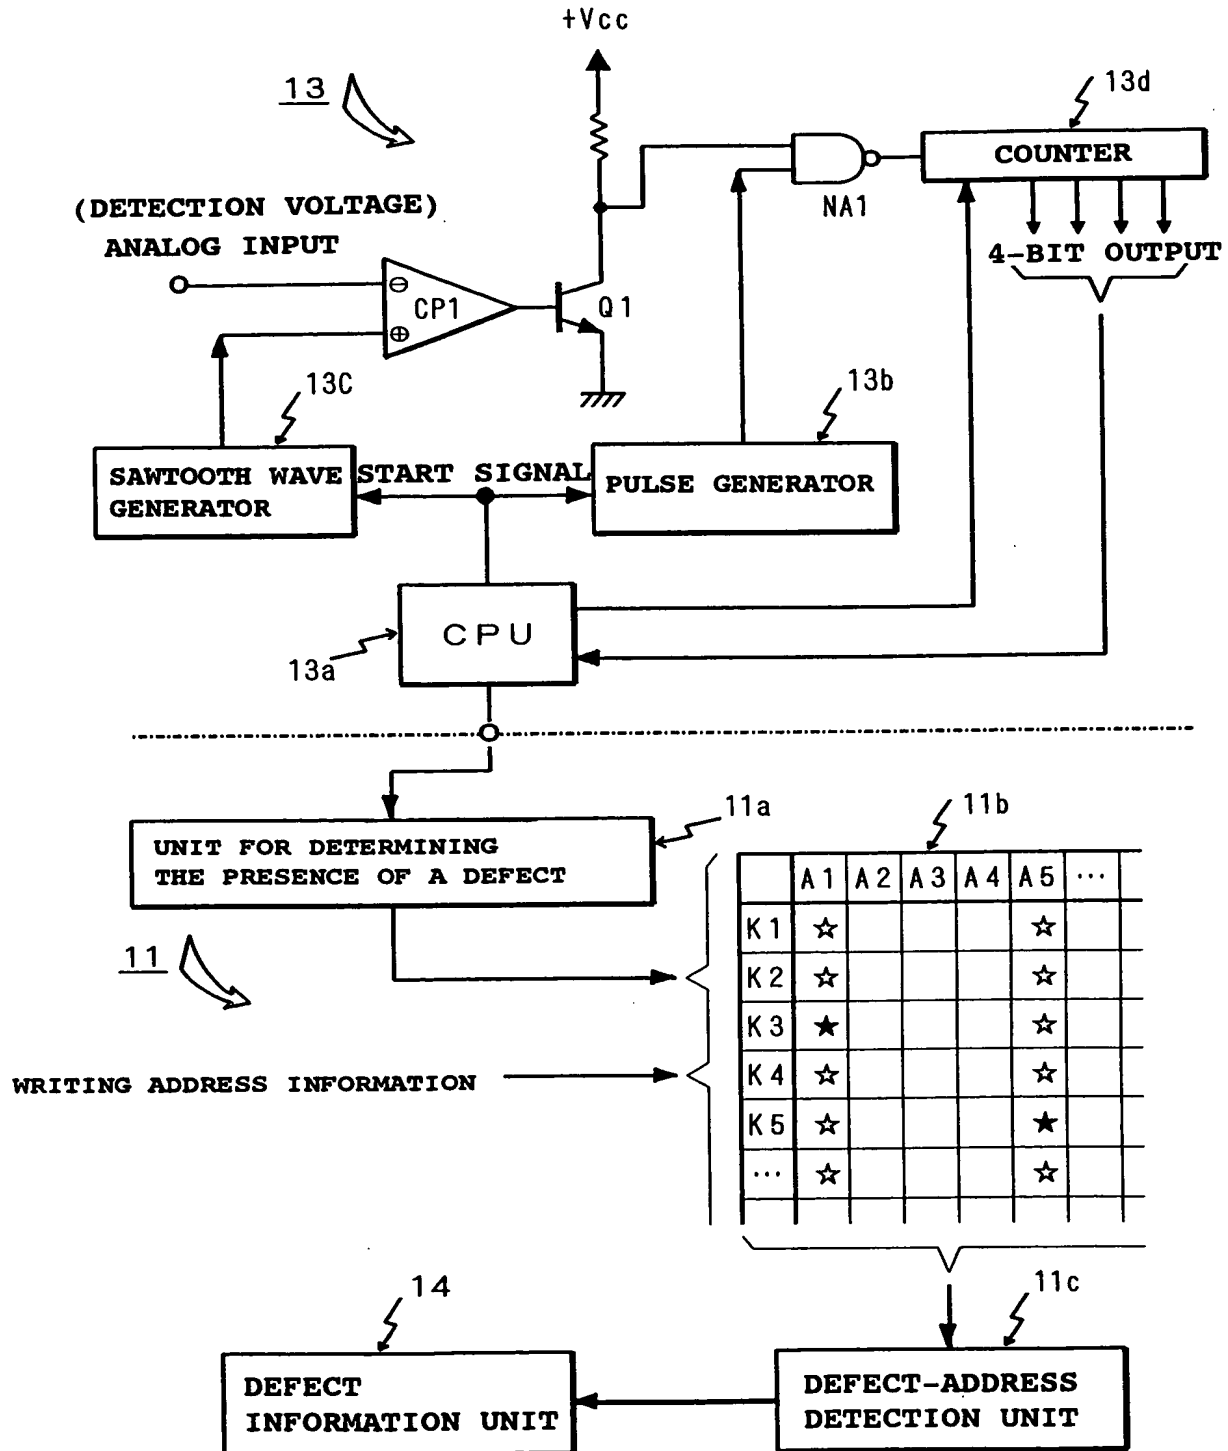 +Vcc
13
13d
COUNTER
NA1
(DETECTION VOLTAGE)
ANALOG INPUT
4-BIT OUTPUT
⊖
CP1
Q1
⊕
13C
13b
SAWTOOTH WAVE
GENERATOR
START SIGNAL
PULSE GENERATOR
CPU
13a
11a
11b
UNIT FOR DETERMINING
THE PRESENCE OF A DEFECT
A1 A2 A3 A4 A5 ...
K1 ☆ ☆
11
K2 ☆ ☆
K3 ★ ☆
WRITING ADDRESS INFORMATION
K4 ☆ ☆
K5 ☆ ★
... ☆ ☆
14
11c
DEFECT
INFORMATION UNIT
DEFECT-ADDRESS
DETECTION UNIT